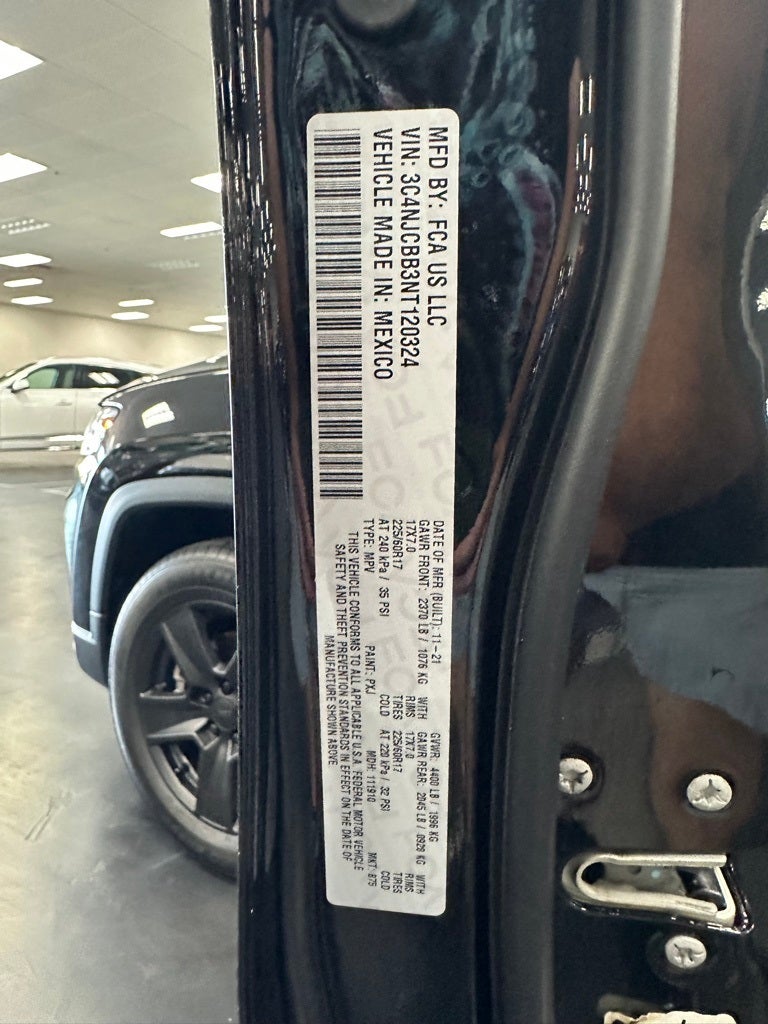 MFD BY: FCA US LLC
VIN: 3C4NJCBB3NT120324
VEHICLE MADE IN: MEXICO
DATE OF MFR (BUILT): 11-21 GVWR: 4400 LB / 1996 KG
GAWR FRONT: 2370 LB / 1076 KG WITH GAWR REAR: 2045 LB / 0928 KG WITH
17X7.0 RIMS 17X7.0 RIMS
225/60R17 TIRES 225/60R17 TIRES
AT 240 kPa / 35 PSI COLD AT 220 kPa / 32 PSI COLD
TYPE: MPV PAINT: PXJ MDH: 111910 MKT: B75
THIS VEHICLE CONFORMS TO ALL APPLICABLE U.S.A. FEDERAL MOTOR VEHICLE
SAFETY AND THEFT PREVENTION STANDARDS IN EFFECT ON THE DATE OF
MANUFACTURE SHOWN ABOVE